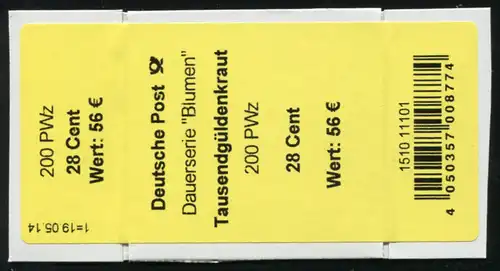 200 PWz
28 Cent
Wert: 56 €
1=19.05.14
Deutsche Post
Dauerserie "Blumen"
Tausendgüldenkraut
200 PWz
28 Cent
Wert: 56 €
1510 11101
4 050357 008774